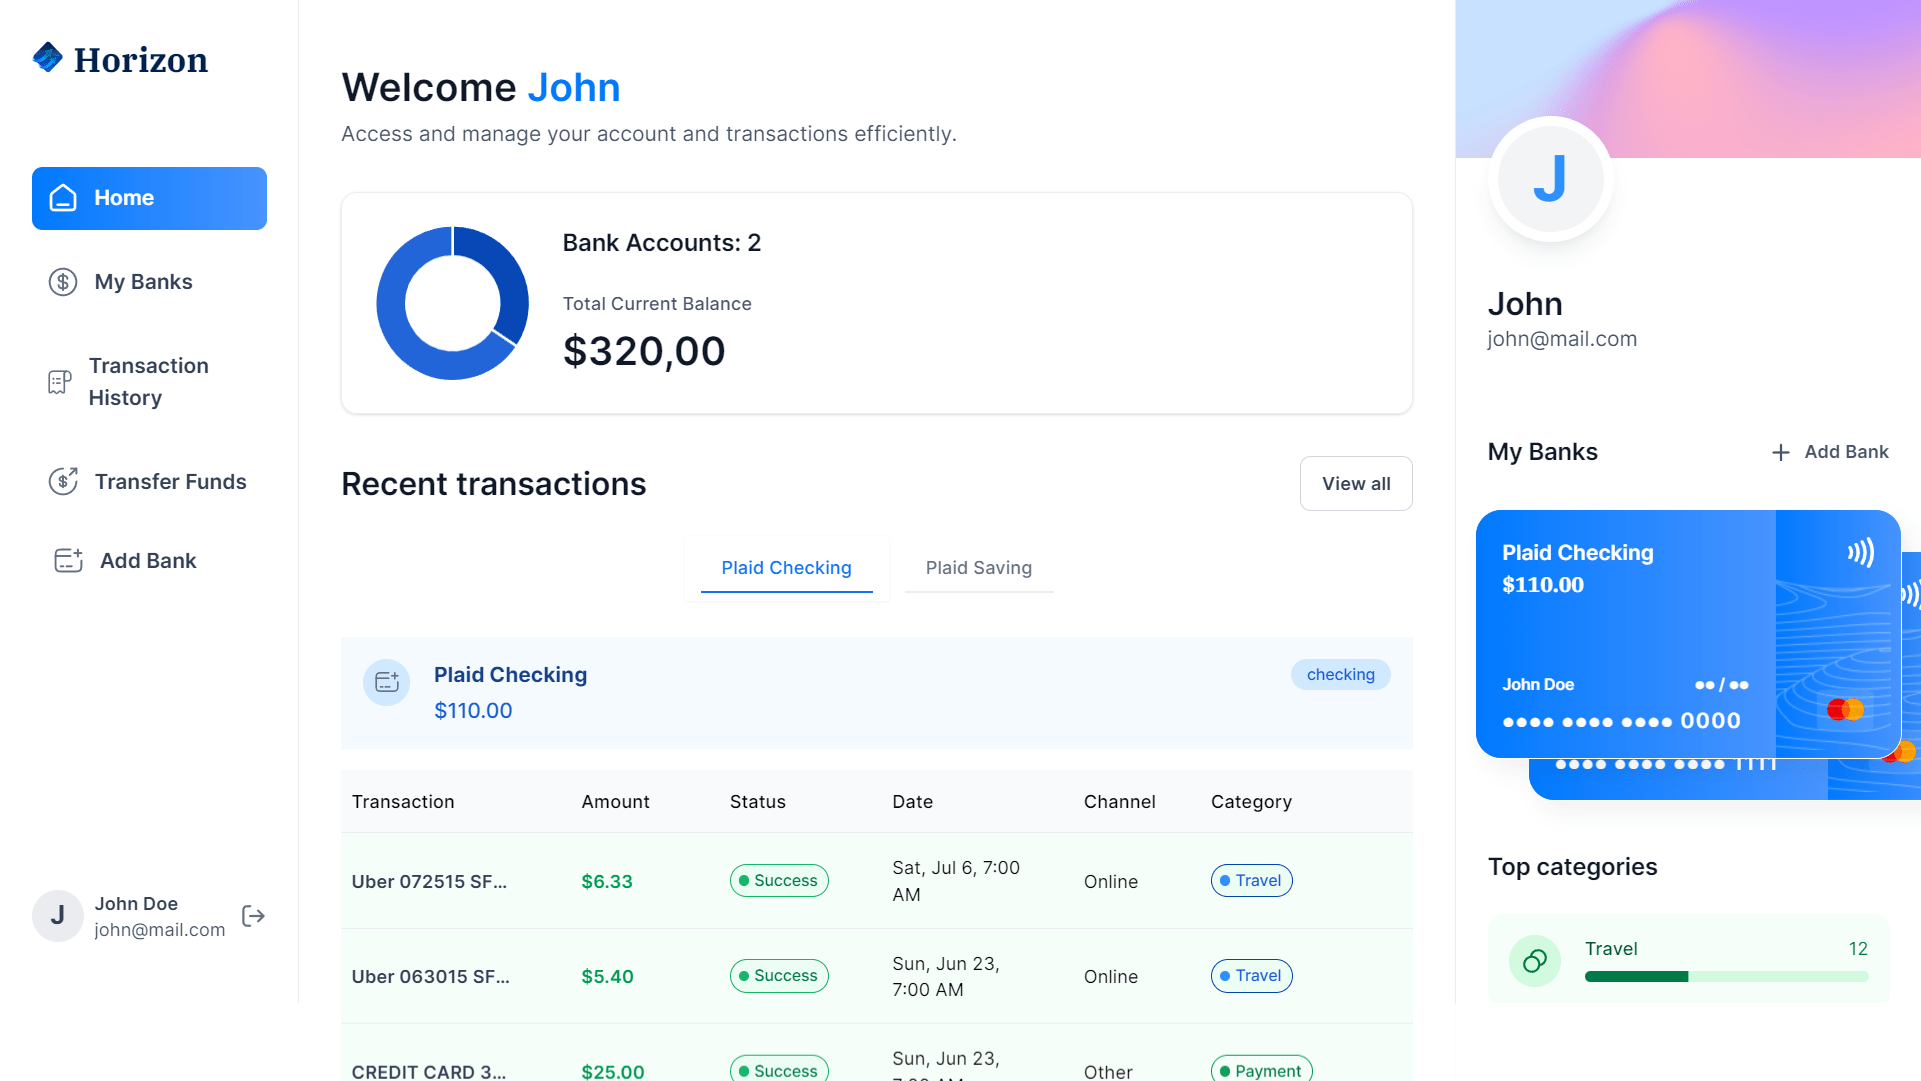 Horizon
Home
My Banks
Transaction
History
Transfer Funds
Add Bank
J
John Doe
john@mail.com
Welcome John
Access and manage your account and transactions efficiently.
Bank Accounts: 2
Total Current Balance
$320,00
Recent transactions
View all
Plaid Checking
Plaid Saving
Plaid Checking
$110.00
checking
Transaction Amount Status Date Channel Category
Uber 072515 SF... $6.33 Success Sat, Jul 6, 7:00 AM Online Travel
Uber 063015 SF... $5.40 Success Sun, Jun 23, 7:00 AM Online Travel
CREDIT CARD 3... $25.00 Success Sun, Jun 23, Other Payment
J
John
john@mail.com
My Banks
Add Bank
Plaid Checking
$110.00
John Doe ●● / ●●
●●●● ●●●● ●●●● 0000
●●●● ●●●● ●●●● 1111
Top categories
Travel 12